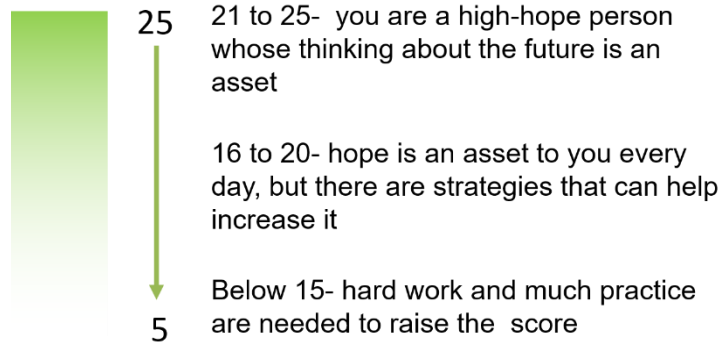 25
21 to 25- you are a high-hope person
whose thinking about the future is an
asset
16 to 20- hope is an asset to you every
day, but there are strategies that can help
increase it
Below 15- hard work and much practice
are needed to raise the score
5